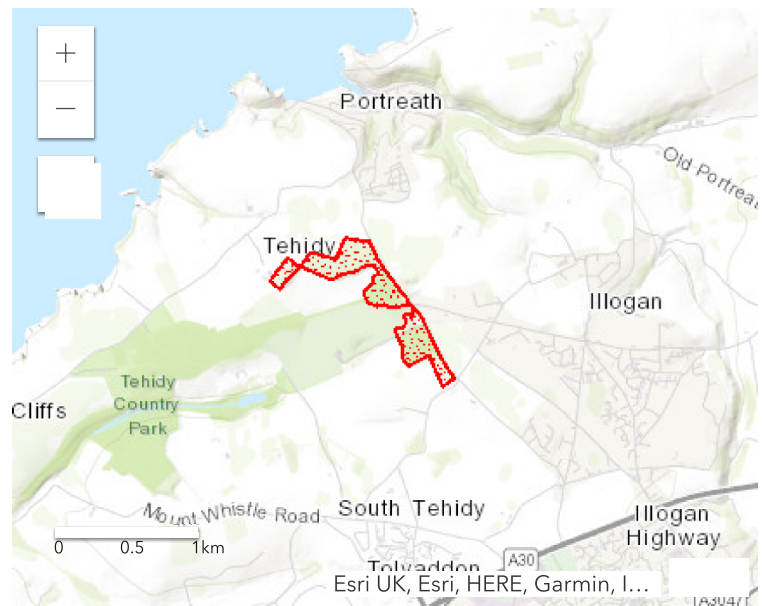 +
−
Portreath
Old Portreat
Tehidy
Illogan
Tehidy
Country
Park
Cliffs
Mount Whistle Road
South Tehidy
Illogan
Highway
0 0.5 1km
A30
Tolvaddon
Esri UK, Esri, HERE, Garmin, I...